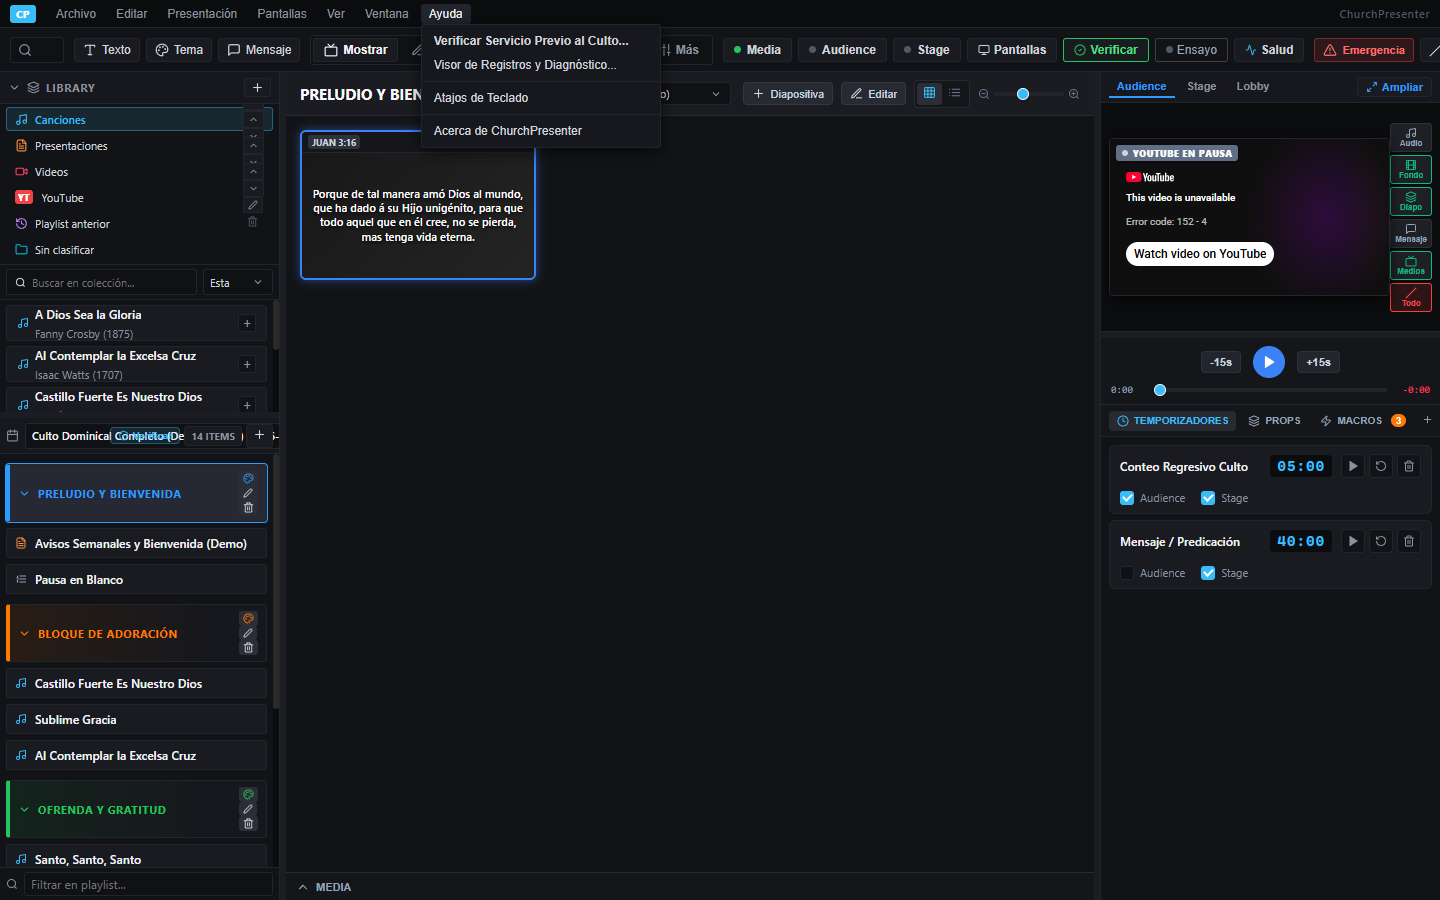 CP Archivo Editar Presentación Pantallas Ver Ventana Ayuda ChurchPresenter
Texto Tema Mensaje Mostrar Más Media Audience Stage Pantallas Verificar Ensayo Salud Emergencia
Verificar Servicio Previo al Culto...
Visor de Registros y Diagnóstico...
Atajos de Teclado
Acerca de ChurchPresenter
LIBRARY
Canciones
Presentaciones
Videos
YT YouTube
Playlist anterior
Sin clasificar
Buscar en colección... Esta
A Dios Sea la Gloria
Fanny Crosby (1875)
Al Contemplar la Excelsa Cruz
Isaac Watts (1707)
Castillo Fuerte Es Nuestro Dios
Culto Dominical Completo (De 14 ITEMS
PRELUDIO Y BIENVENIDA
Avisos Semanales y Bienvenida (Demo)
Pausa en Blanco
BLOQUE DE ADORACIÓN
Castillo Fuerte Es Nuestro Dios
Sublime Gracia
Al Contemplar la Excelsa Cruz
OFRENDA Y GRATITUD
Santo, Santo, Santo
Filtrar en playlist...
PRELUDIO Y BIEN o) Diapositiva Editar
JUAN 3:16
Porque de tal manera amó Dios al mundo,
que ha dado á su Hijo unigénito, para que
todo aquel que en él cree, no se pierda,
mas tenga vida eterna.
MEDIA
Audience Stage Lobby Ampliar
YOUTUBE EN PAUSA
YouTube
This video is unavailable
Error code: 152 - 4
Watch video on YouTube
Audio
Fondo
Diapo
Mensaje
Medios
Todo
-15s +15s
0:00 -0:00
TEMPORIZADORES PROPS MACROS 3
Conteo Regresivo Culto 05:00
Audience Stage
Mensaje / Predicación 40:00
Audience Stage